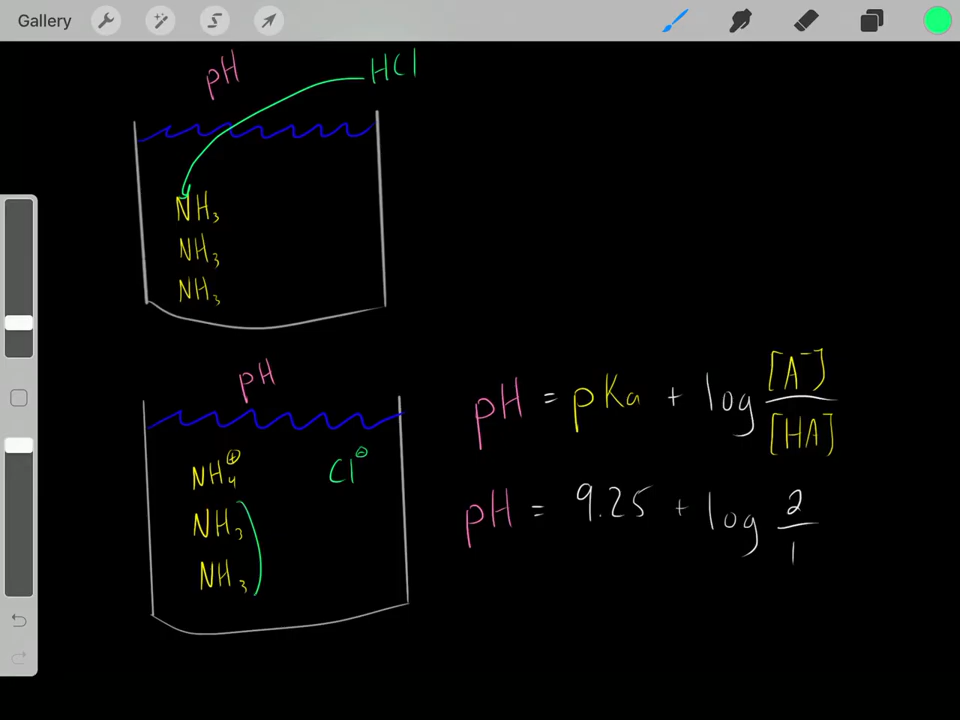 Gallery
pH
HCl
NH₃
NH₃
NH₃
pH
NH₄⊕ Cl⊖
NH₃
NH₃
pH = pKa + log [A⁻]/[HA]
pH = 9.25 + log 2/1